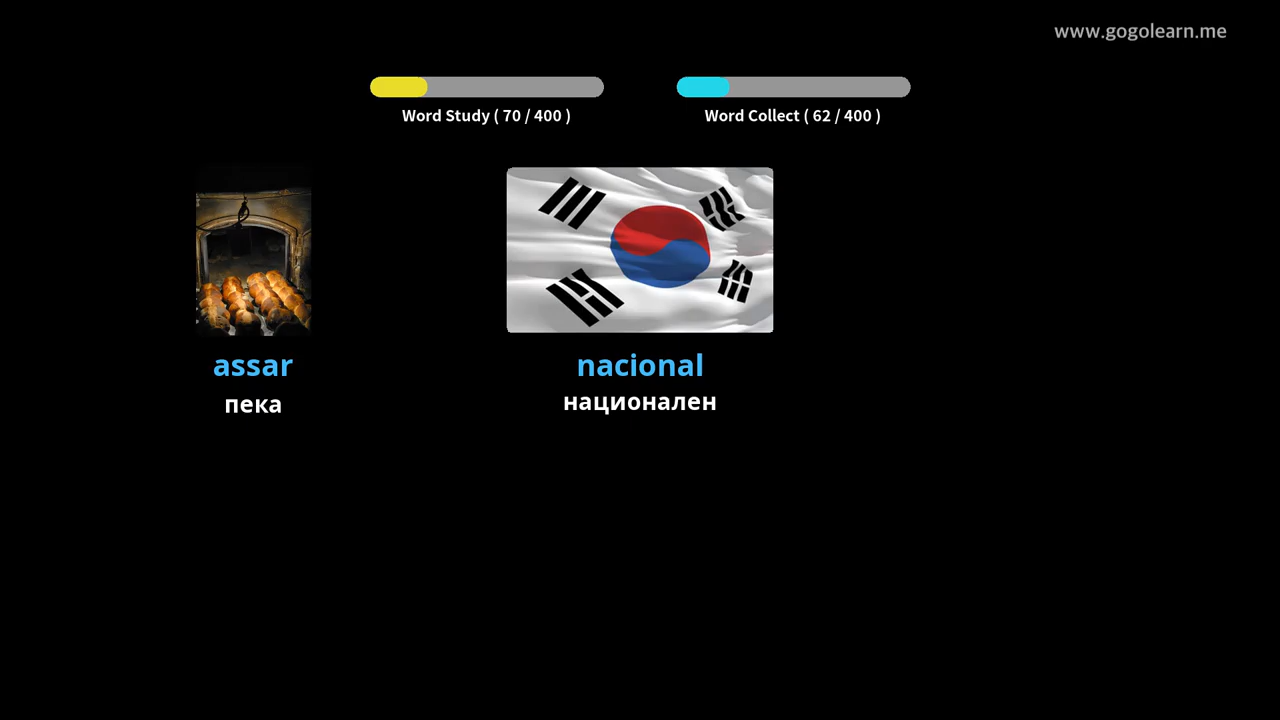 www.gogolearn.me
Word Study ( 70 / 400 )
Word Collect ( 62 / 400 )
assar
пека
nacional
национален